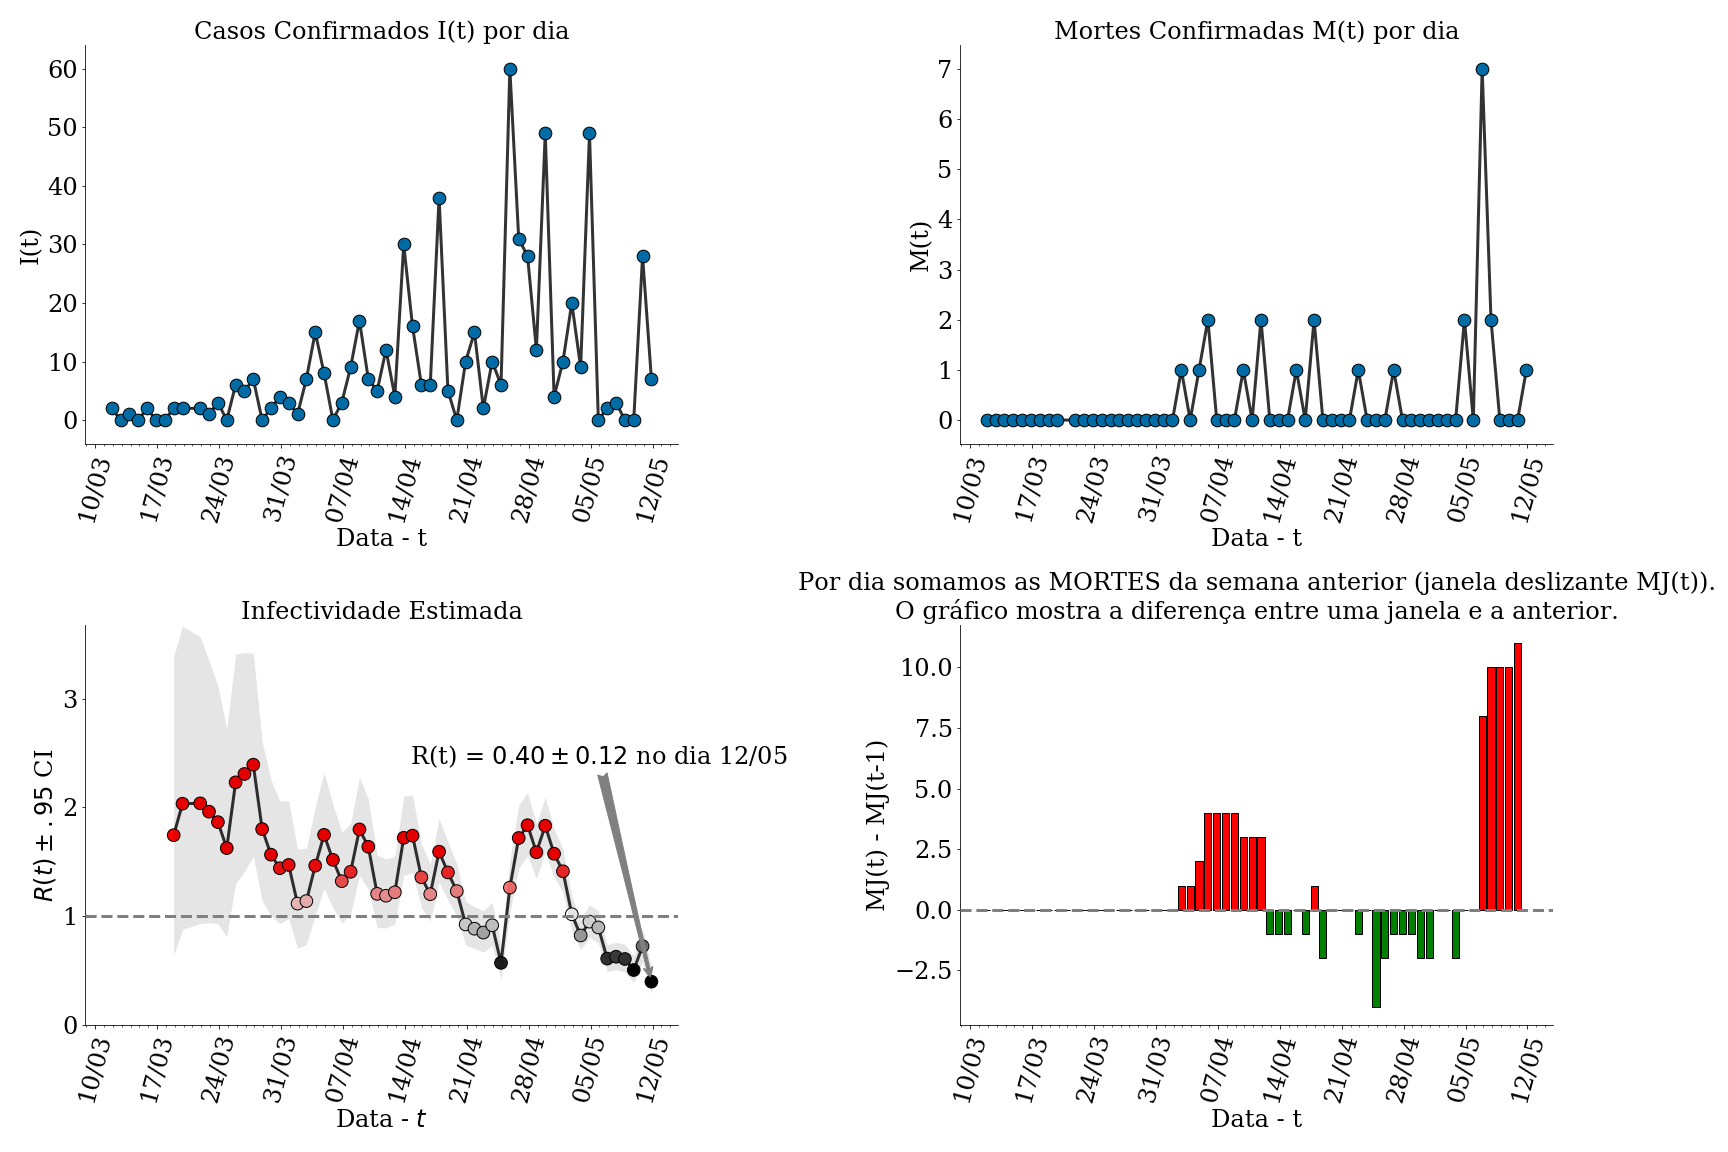 Casos Confirmados I(t) por dia
I(t)
60
50
40
30
20
10
0
10/03 17/03 24/03 31/03 07/04 14/04 21/04 28/04 05/05 12/05
Data - t
Mortes Confirmadas M(t) por dia
M(t)
7
6
5
4
3
2
1
0
10/03 17/03 24/03 31/03 07/04 14/04 21/04 28/04 05/05 12/05
Data - t
Infectividade Estimada
R(t) ± .95 CI
3
2
1
0
R(t) = 0.40 ± 0.12 no dia 12/05
10/03 17/03 24/03 31/03 07/04 14/04 21/04 28/04 05/05 12/05
Data - t
Por dia somamos as MORTES da semana anterior (janela deslizante MJ(t)).
O gráfico mostra a diferença entre uma janela e a anterior.
MJ(t) - MJ(t-1)
10.0
7.5
5.0
2.5
0.0
−2.5
10/03 17/03 24/03 31/03 07/04 14/04 21/04 28/04 05/05 12/05
Data - t